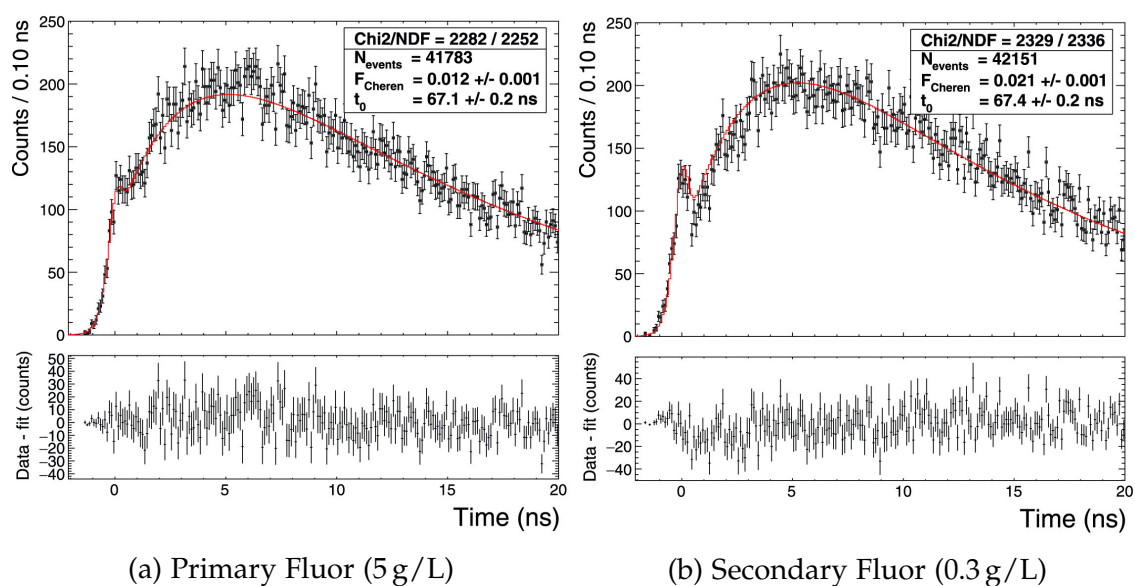 Counts / 0.10 ns
250
200
150
100
50
0
Chi2/NDF = 2282 / 2252
N_events = 41783
F_Cheren = 0.012 +/- 0.001
t_0 = 67.1 +/- 0.2 ns
Data - fit (counts)
50
40
30
20
10
0
−10
−20
−30
−40
0 5 10 15 20
Time (ns)
(a) Primary Fluor (5 g/L)
Counts / 0.10 ns
250
200
150
100
50
0
Chi2/NDF = 2329 / 2336
N_events = 42151
F_Cheren = 0.021 +/- 0.001
t_0 = 67.4 +/- 0.2 ns
0 5 10 15 20
Data - fit (counts)
40
20
0
−20
−40
0 5 10 15 20
Time (ns)
(b) Secondary Fluor (0.3 g/L)